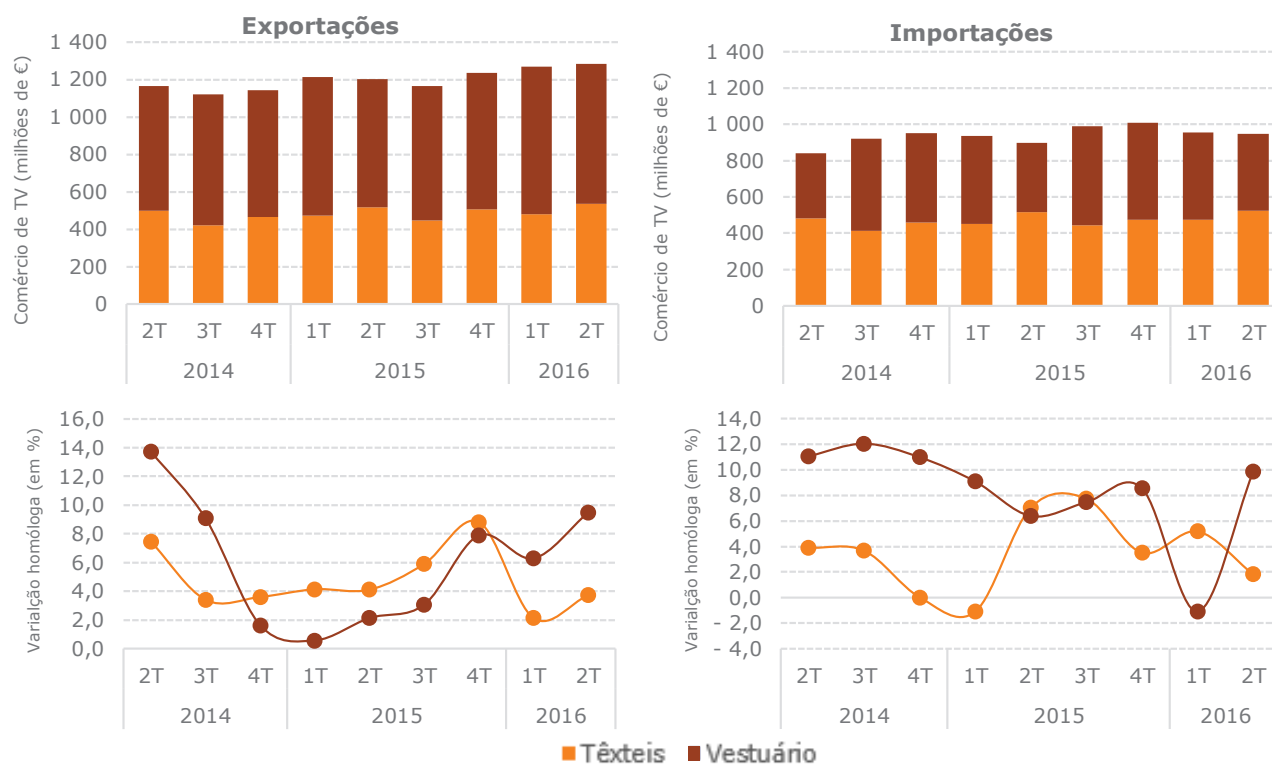 Exportações
Comércio de TV (milhões de €)
1 400
1 200
1 000
800
600
400
200
0
2T 3T 4T 1T 2T 3T 4T 1T 2T
2014 2015 2016
Importações
Comércio de TV (milhões de €)
1 400
1 200
1 000
800
600
400
200
0
2T 3T 4T 1T 2T 3T 4T 1T 2T
2014 2015 2016
Varialção homóloga (em %)
16,0
14,0
12,0
10,0
8,0
6,0
4,0
2,0
0,0
2T 3T 4T 1T 2T 3T 4T 1T 2T
2014 2015 2016
Varialção homóloga (em %)
14,0
12,0
10,0
8,0
6,0
4,0
2,0
0,0
- 2,0
- 4,0
2T 3T 4T 1T 2T 3T 4T 1T 2T
2014 2015 2016
Têxteis Vestuário